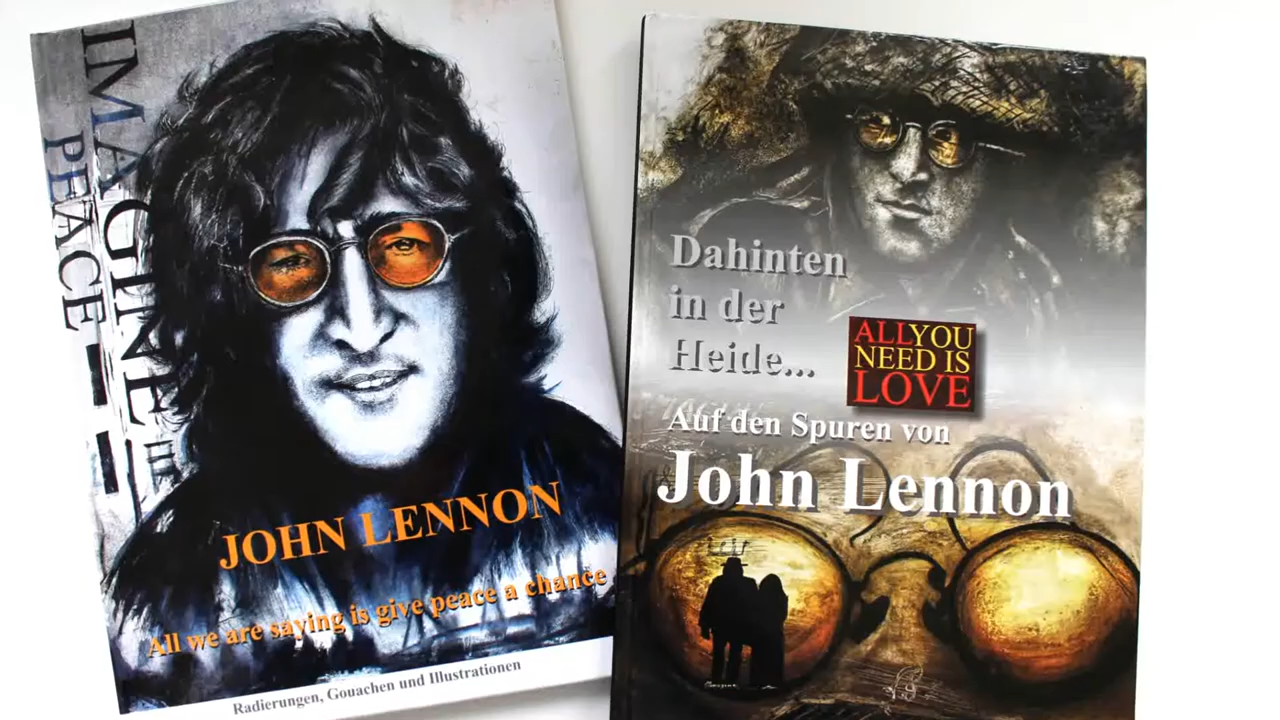 IMAGINE
PEACE
JOHN LENNON
All we are saying is give peace a chance
Radierungen, Gouachen und Illustrationen
Dahinten
in der
Heide...
ALL YOU
NEED IS
LOVE
Auf den Spuren von
John Lennon